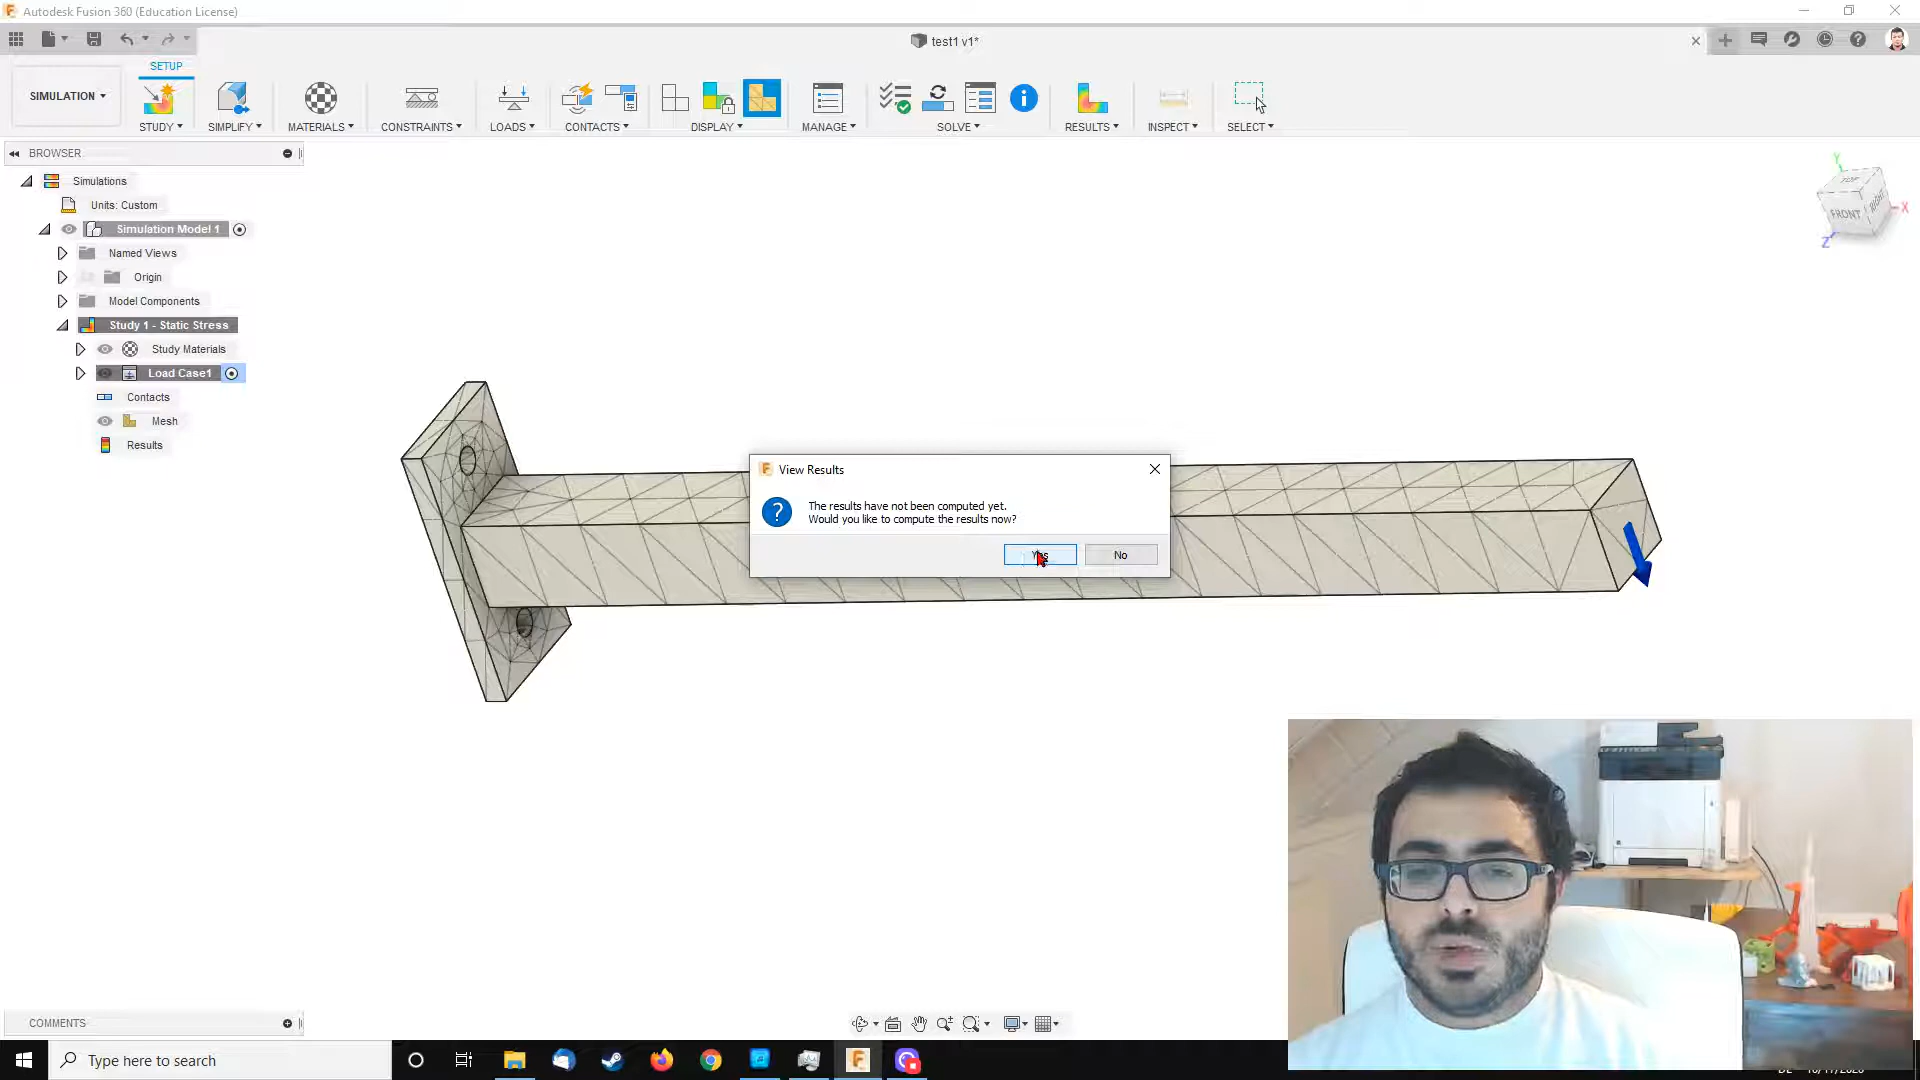 Autodesk Fusion 360 (Education License)
test1 v1*
SETUP
SIMULATION
STUDY
SIMPLIFY
MATERIALS
CONSTRAINTS
LOADS
CONTACTS
DISPLAY
MANAGE
SOLVE
RESULTS
INSPECT
SELECT
BROWSER
Simulations
Units: Custom
Simulation Model 1
Named Views
Origin
Model Components
Study 1 - Static Stress
Study Materials
Load Case1
Contacts
Mesh
Results
Y
TOP
FRONT
RIGHT
X
Z
View Results
The results have not been computed yet.
Would you like to compute the results now?
Yes
No
COMMENTS
Type here to search